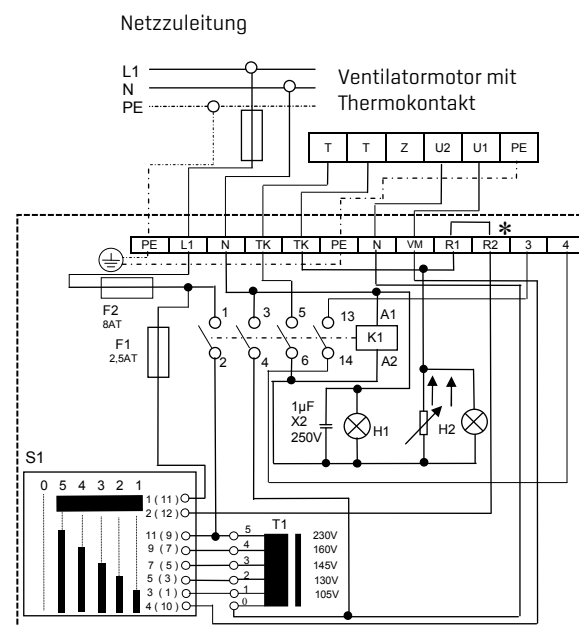 Netzzuleitung
L1
N
PE
Ventilatormotor mit
Thermokontakt
T T Z U2 U1 PE
PE L1 N TK TK PE N VM R1 R2 3 4
*
F2
8AT
F1
2,5AT
1 3 5 13
2 4 6 14
A1
K1
A2
1µF
X2
250V
H1
H2
S1
0 5 4 3 2 1
1 (11)
2 (12)
11 (9)
9 (7)
7 (5)
5 (3)
3 (1)
4 (10)
T1
5 230V
4 160V
3 145V
2 130V
1 105V
0